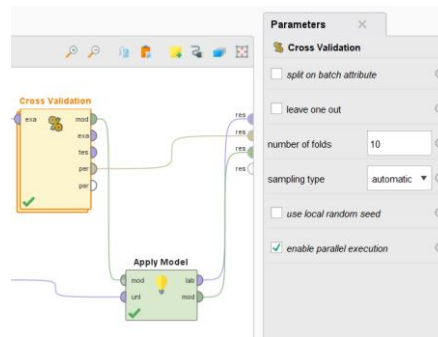 Parameters
Cross Validation
split on batch attribute
leave one out
number of folds 10
sampling type automatic
use local random seed
enable parallel execution
Cross Validation
exa
mod
exa
tes
per
per
res
res
res
res
Apply Model
mod
unl
lab
mod